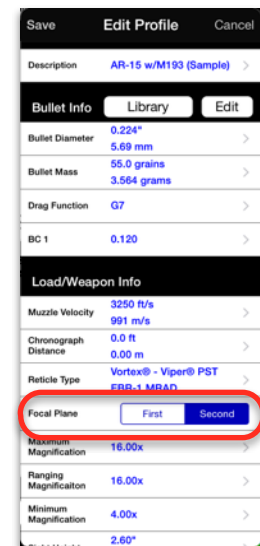 Save Edit Profile Cancel
Description AR-15 w/M193 (Sample)
Bullet Info Library Edit
Bullet Diameter 0.224"
5.69 mm
Bullet Mass 55.0 grains
3.564 grams
Drag Function G7
BC 1 0.120
Load/Weapon Info
Muzzle Velocity 3250 ft/s
991 m/s
Chronograph Distance 0.0 ft
0.00 m
Reticle Type Vortex® - Viper® PST
EBR-1 MRAD
Focal Plane First Second
Maximum
Magnification 16.00x
Ranging
Magnificaiton 16.00x
Minimum
Magnification 4.00x
2.60"